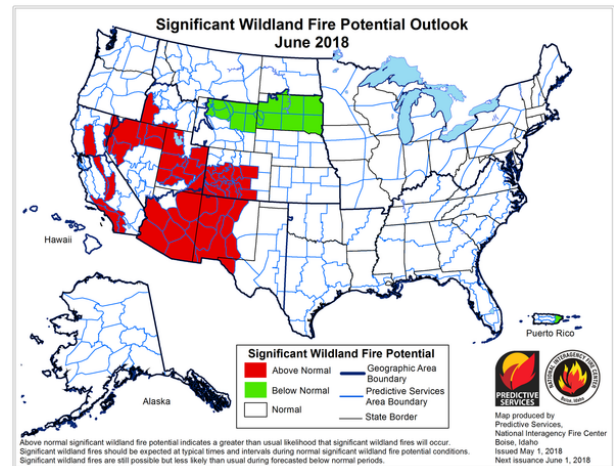 Significant Wildland Fire Potential Outlook
June 2018
Hawaii
Alaska
Puerto Rico
Significant Wildland Fire Potential
Above Normal
Below Normal
Normal
Geographic Area
Boundary
Predictive Services
Area Boundary
State Border
PREDICTIVE
SERVICES
NATIONAL INTERAGENCY FIRE CENTER
Boise, Idaho
Map produced by
Predictive Services,
National Interagency Fire Center
Boise, Idaho
Issued May 1, 2018
Next issuance June 1, 2018
Above normal significant wildland fire potential indicates a greater than usual likelihood that significant wildland fires will occur.
Significant wildland fires should be expected at typical times and intervals during normal significant wildland fire potential conditions.
Significant wildland fires are still possible but less likely than usual during forecasted below normal periods.